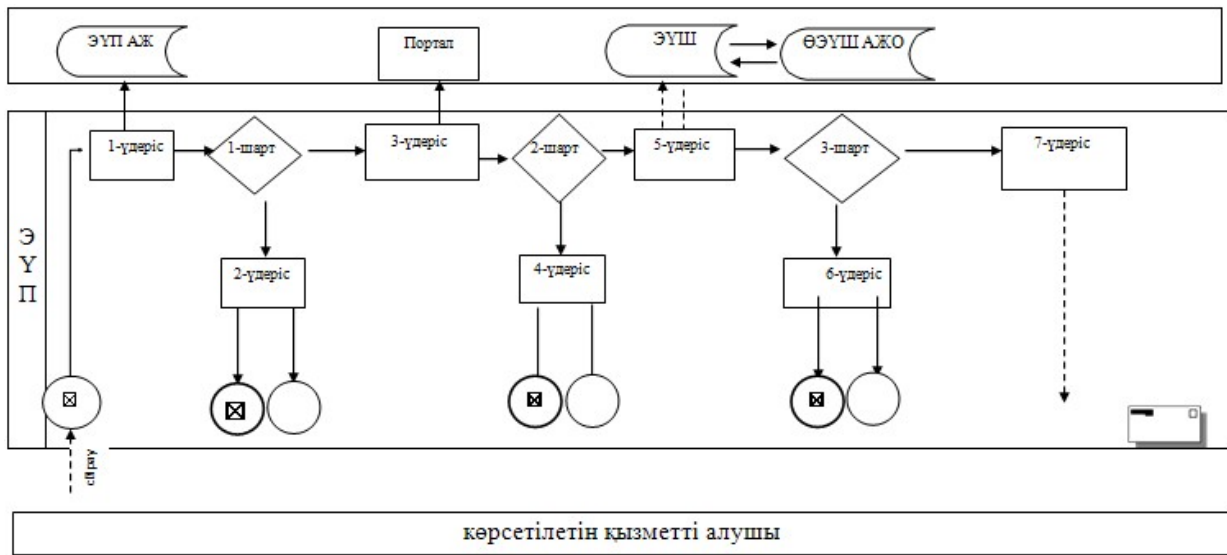 ЭҮП АЖ
Портал
ЭҮШ
ӨЭҮШ АЖО
1-үдеріс
1-шарт
3-үдеріс
2-шарт
5-үдеріс
3-шарт
7-үдеріс
Э
Ү
П
2-үдеріс
4-үдеріс
6-үдеріс
көрсетілетін қызметті алушы